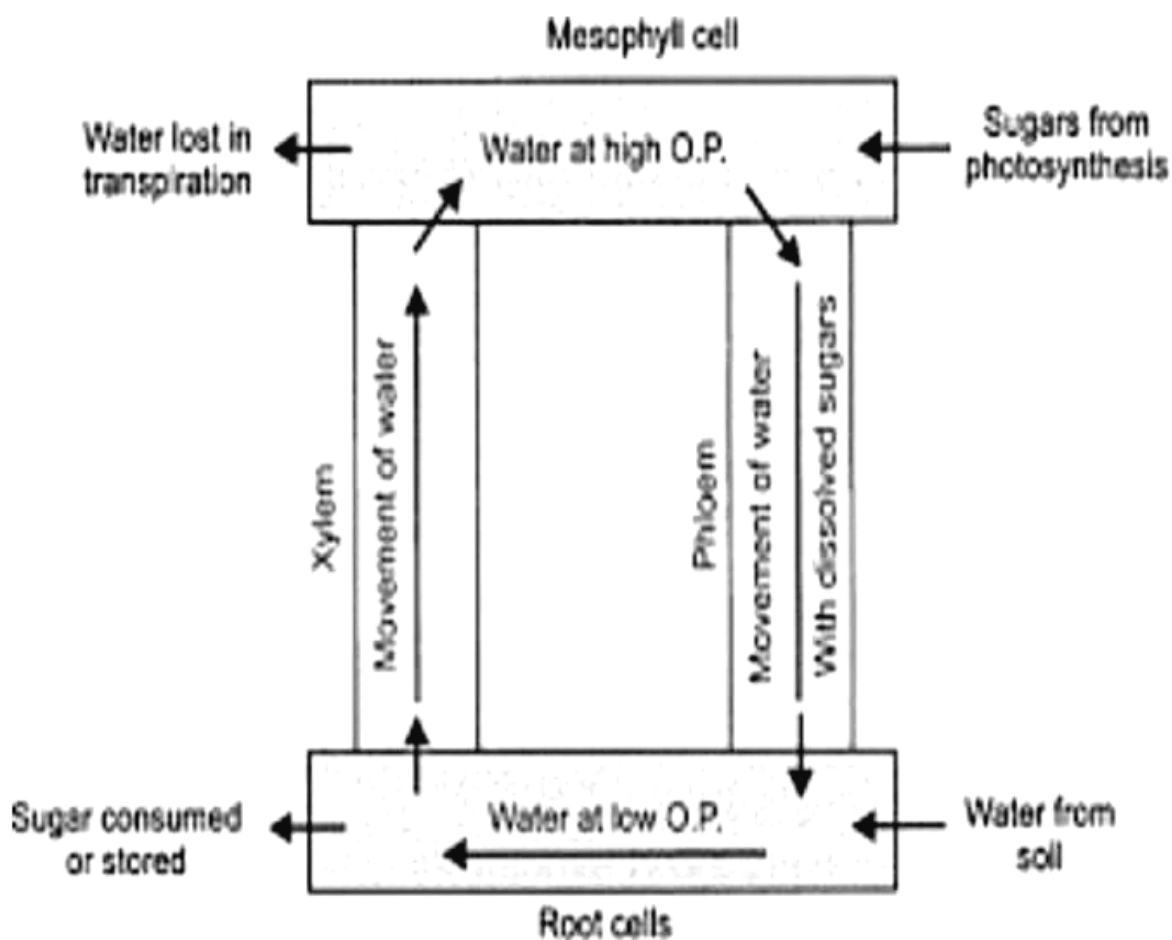 Mesophyll cell
Water lost in
transpiration
Water at high O.P.
Sugars from
photosynthesis
Xylem
Movement of water
Phloem
Movement of water
With dissolved sugars
Sugar consumed
or stored
Water at low O.P.
Water from
soil
Root cells